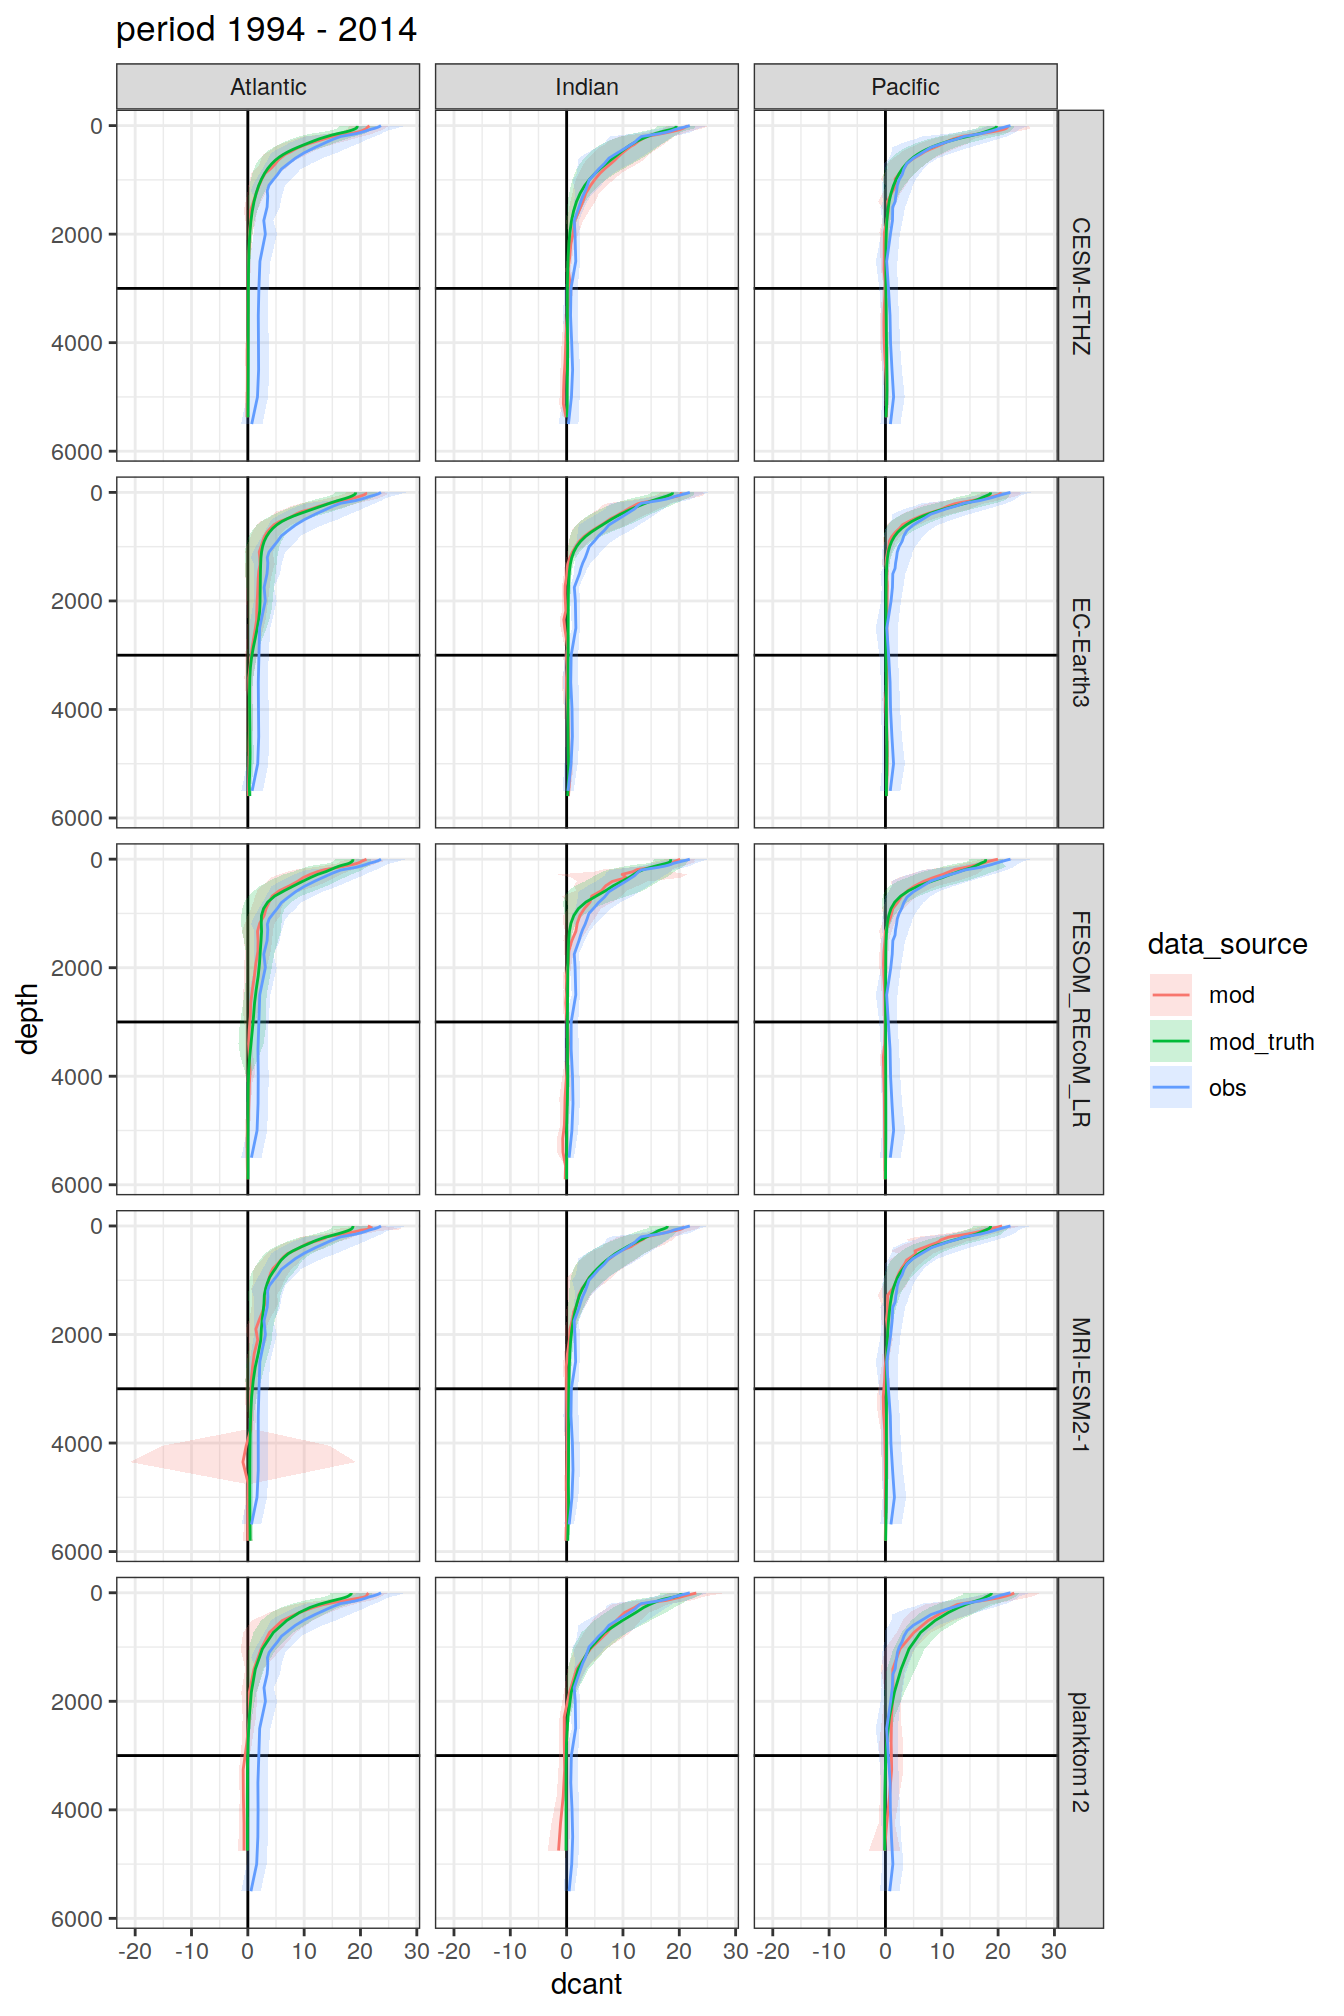 period 1994 - 2014
Atlantic Indian Pacific
0
2000
4000
6000
CESM-ETHZ
0
2000
4000
6000
EC-Earth3
0
2000
4000
6000
FESOM_REcoM_LR
0
2000
4000
6000
MRI-ESM2-1
0
2000
4000
6000
planktom12
depth
-20 -10 0 10 20 30 -20 -10 0 10 20 30 -20 -10 0 10 20 30
dcant
data_source
mod
mod_truth
obs